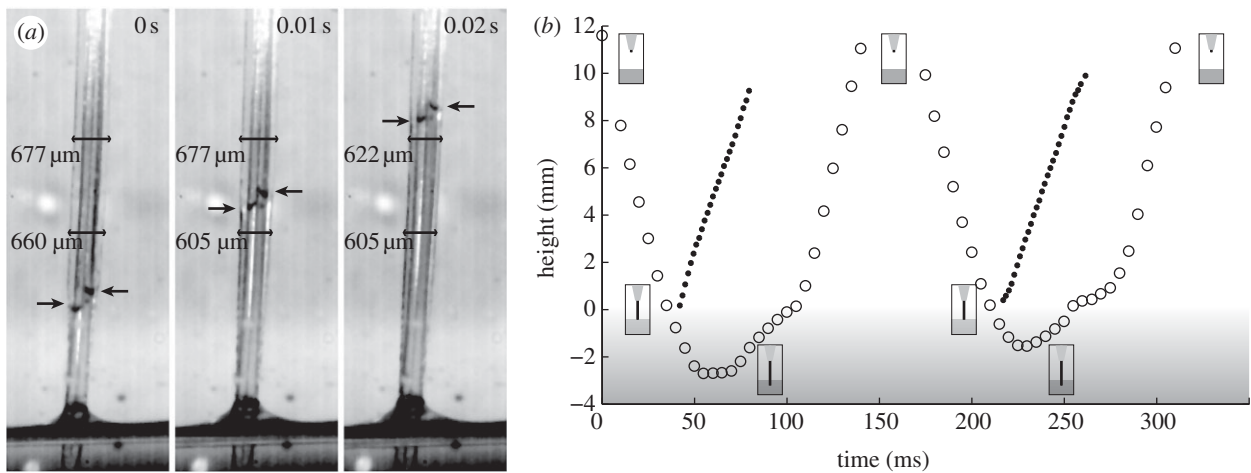 (a)
0 s
0.01 s
0.02 s
677 µm
677 µm
622 µm
660 µm
605 µm
605 µm
(b)
12
10
8
6
4
2
0
−2
−4
height (mm)
0
50
100
150
200
250
300
time (ms)